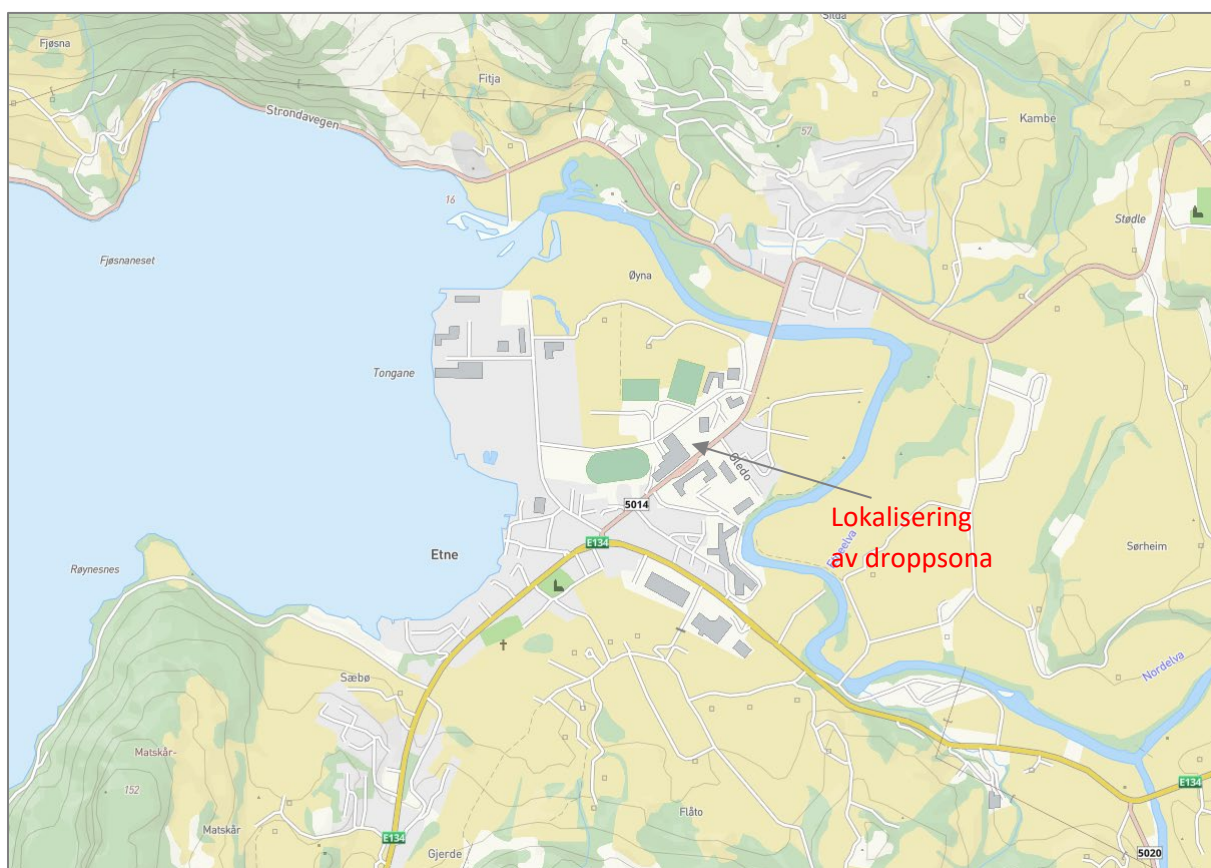 Silda
Fjøsna
Fitja
Strondavegen
Kambe
57
16
Stødle
Fjøsnaneset
Øyna
Tongane
Gledo
5014
Lokalisering
av droppsona
E134
Etne
Sørheim
Røynesnes
Nordelva
Sæbø
Matskår-
152
E134
Flåto
Matskår
E134
Gjerde
5020